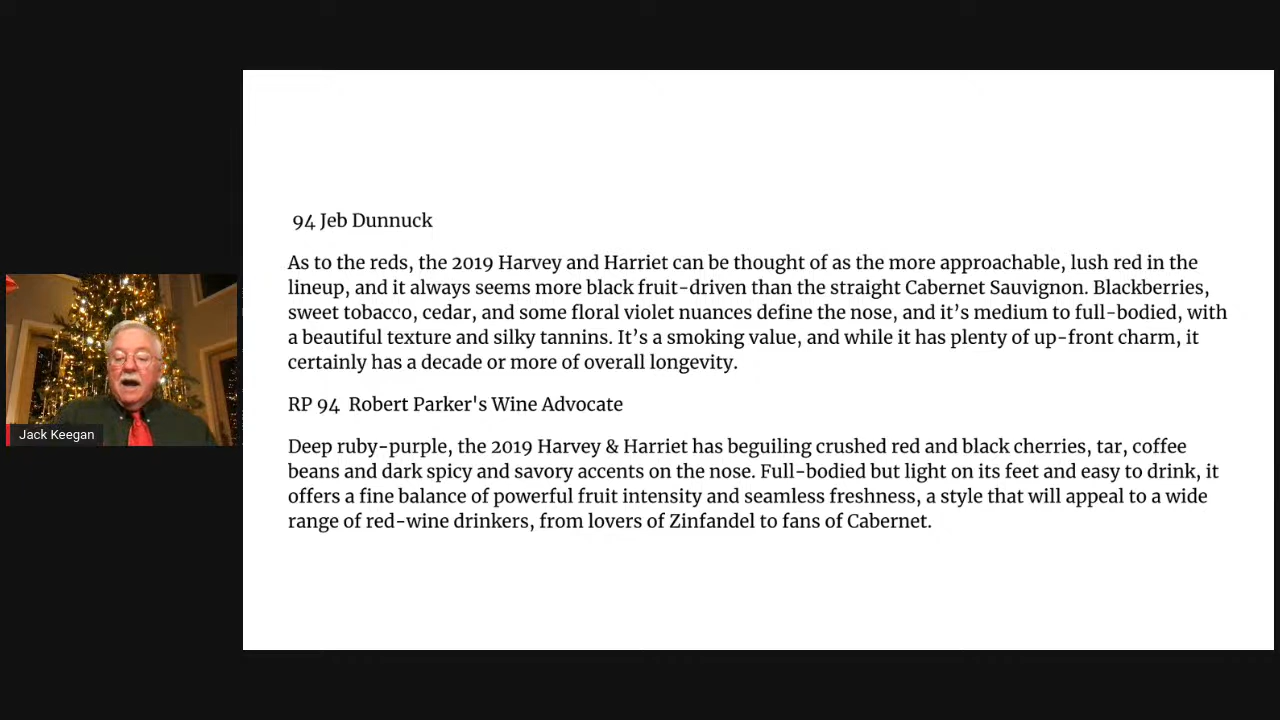 94 Jeb Dunnuck
As to the reds, the 2019 Harvey and Harriet can be thought of as the more approachable, lush red in the
lineup, and it always seems more black fruit-driven than the straight Cabernet Sauvignon. Blackberries,
sweet tobacco, cedar, and some floral violet nuances define the nose, and it’s medium to full-bodied, with
a beautiful texture and silky tannins. It’s a smoking value, and while it has plenty of up-front charm, it
certainly has a decade or more of overall longevity.
RP 94 Robert Parker's Wine Advocate
Deep ruby-purple, the 2019 Harvey & Harriet has beguiling crushed red and black cherries, tar, coffee
beans and dark spicy and savory accents on the nose. Full-bodied but light on its feet and easy to drink, it
offers a fine balance of powerful fruit intensity and seamless freshness, a style that will appeal to a wide
range of red-wine drinkers, from lovers of Zinfandel to fans of Cabernet.
Jack Keegan